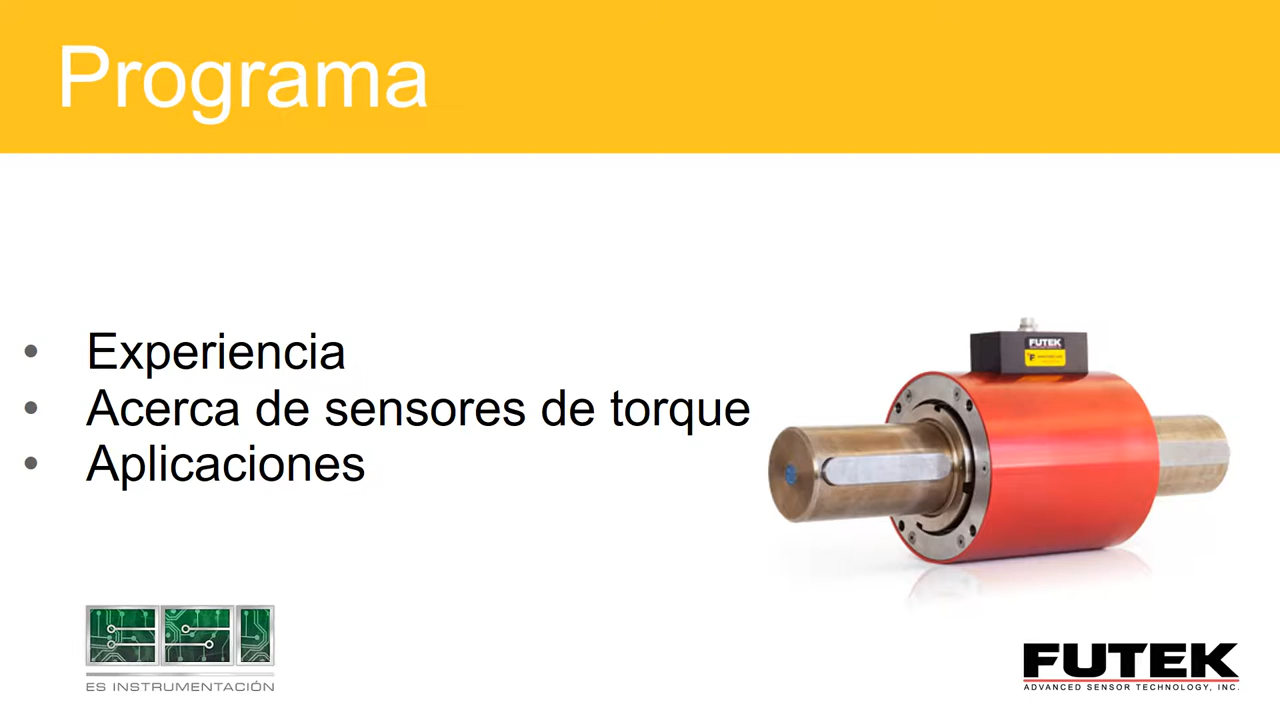 Programa
Experiencia
Acerca de sensores de torque
Aplicaciones
FUTEK
ES INSTRUMENTACIÓN
FUTEK
ADVANCED SENSOR TECHNOLOGY, INC.